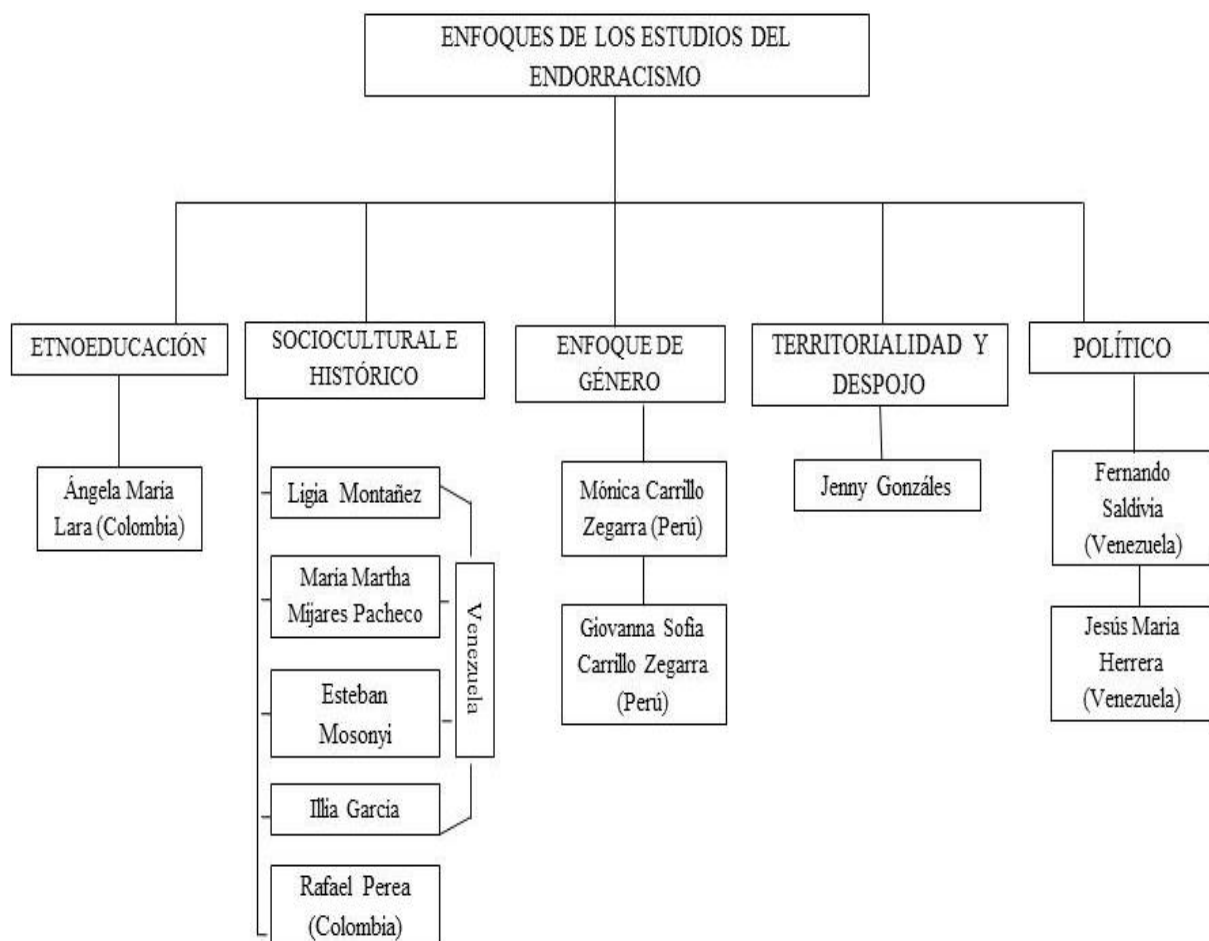 ENFOQUES DE LOS ESTUDIOS DEL
ENDORRACISMO
ETNOEDUCACIÓN
Ángela Maria
Lara (Colombia)
SOCIOCULTURAL E
HISTÓRICO
Ligia Montañez
Maria Martha
Mijares Pacheco
Esteban
Mosonyi
Illia Garcia
Venezuela
Rafael Perea
(Colombia)
ENFOQUE DE
GÉNERO
Mónica Carrillo
Zegarra (Perú)
Giovanna Sofia
Carrillo Zegarra
(Perú)
TERRITORIALIDAD Y
DESPOJO
Jenny Gonzáles
POLÍTICO
Fernando
Saldivia
(Venezuela)
Jesús Maria
Herrera
(Venezuela)